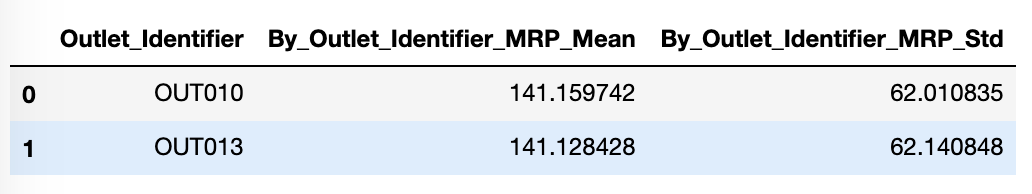 Outlet_Identifier By_Outlet_Identifier_MRP_Mean By_Outlet_Identifier_MRP_Std
0 OUT010 141.159742 62.010835
1 OUT013 141.128428 62.140848